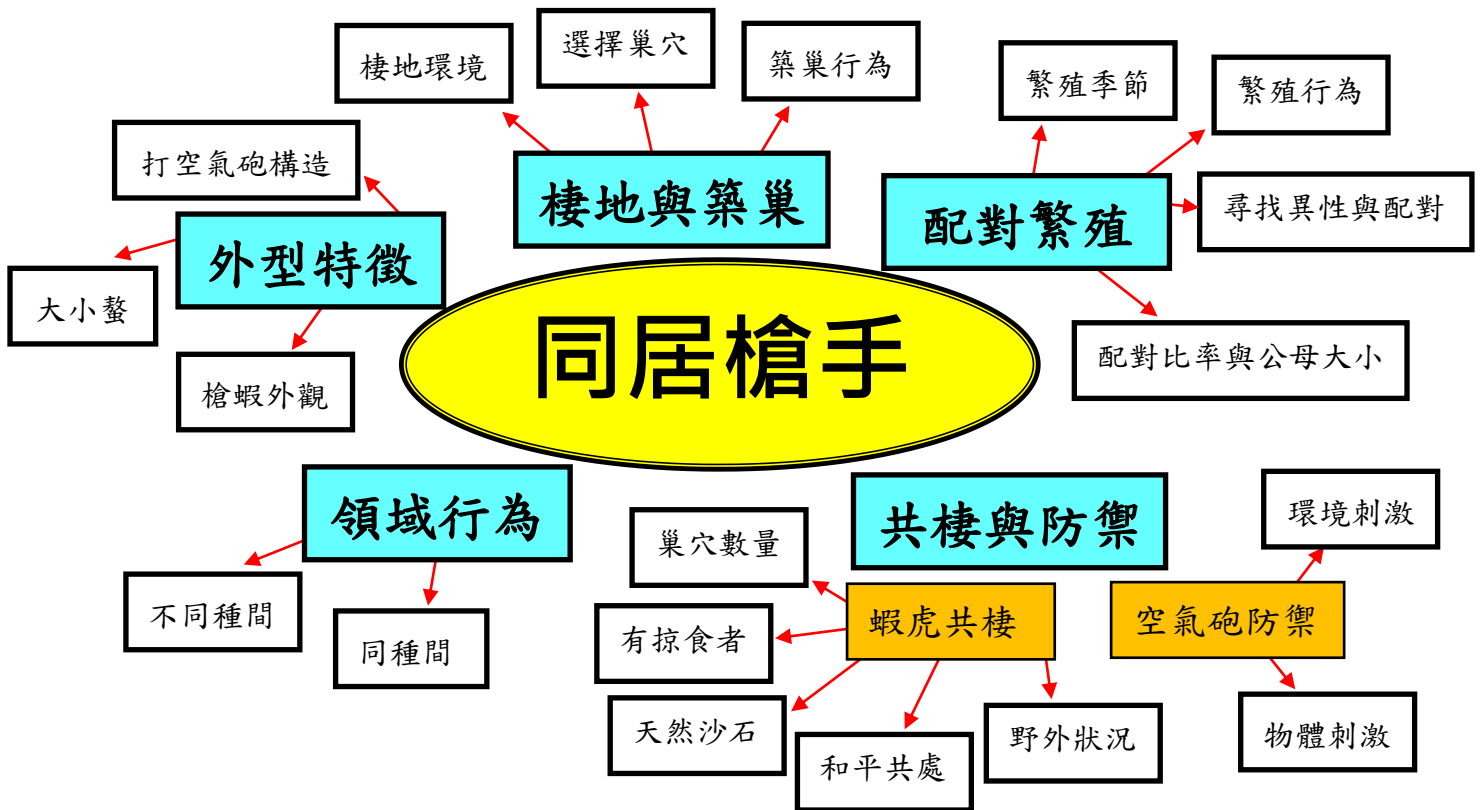 棲地環境
選擇巢穴
築巢行為
繁殖季節
繁殖行為
打空氣砲構造
棲地與築巢
配對繁殖
尋找異性與配對
外型特徵
大小螯
槍蝦外觀
同居槍手
配對比率與公母大小
領域行為
不同種間
同種間
共棲與防禦
巢穴數量
有掠食者
天然沙石
和平共處
野外狀況
蝦虎共棲
空氣砲防禦
環境刺激
物體刺激